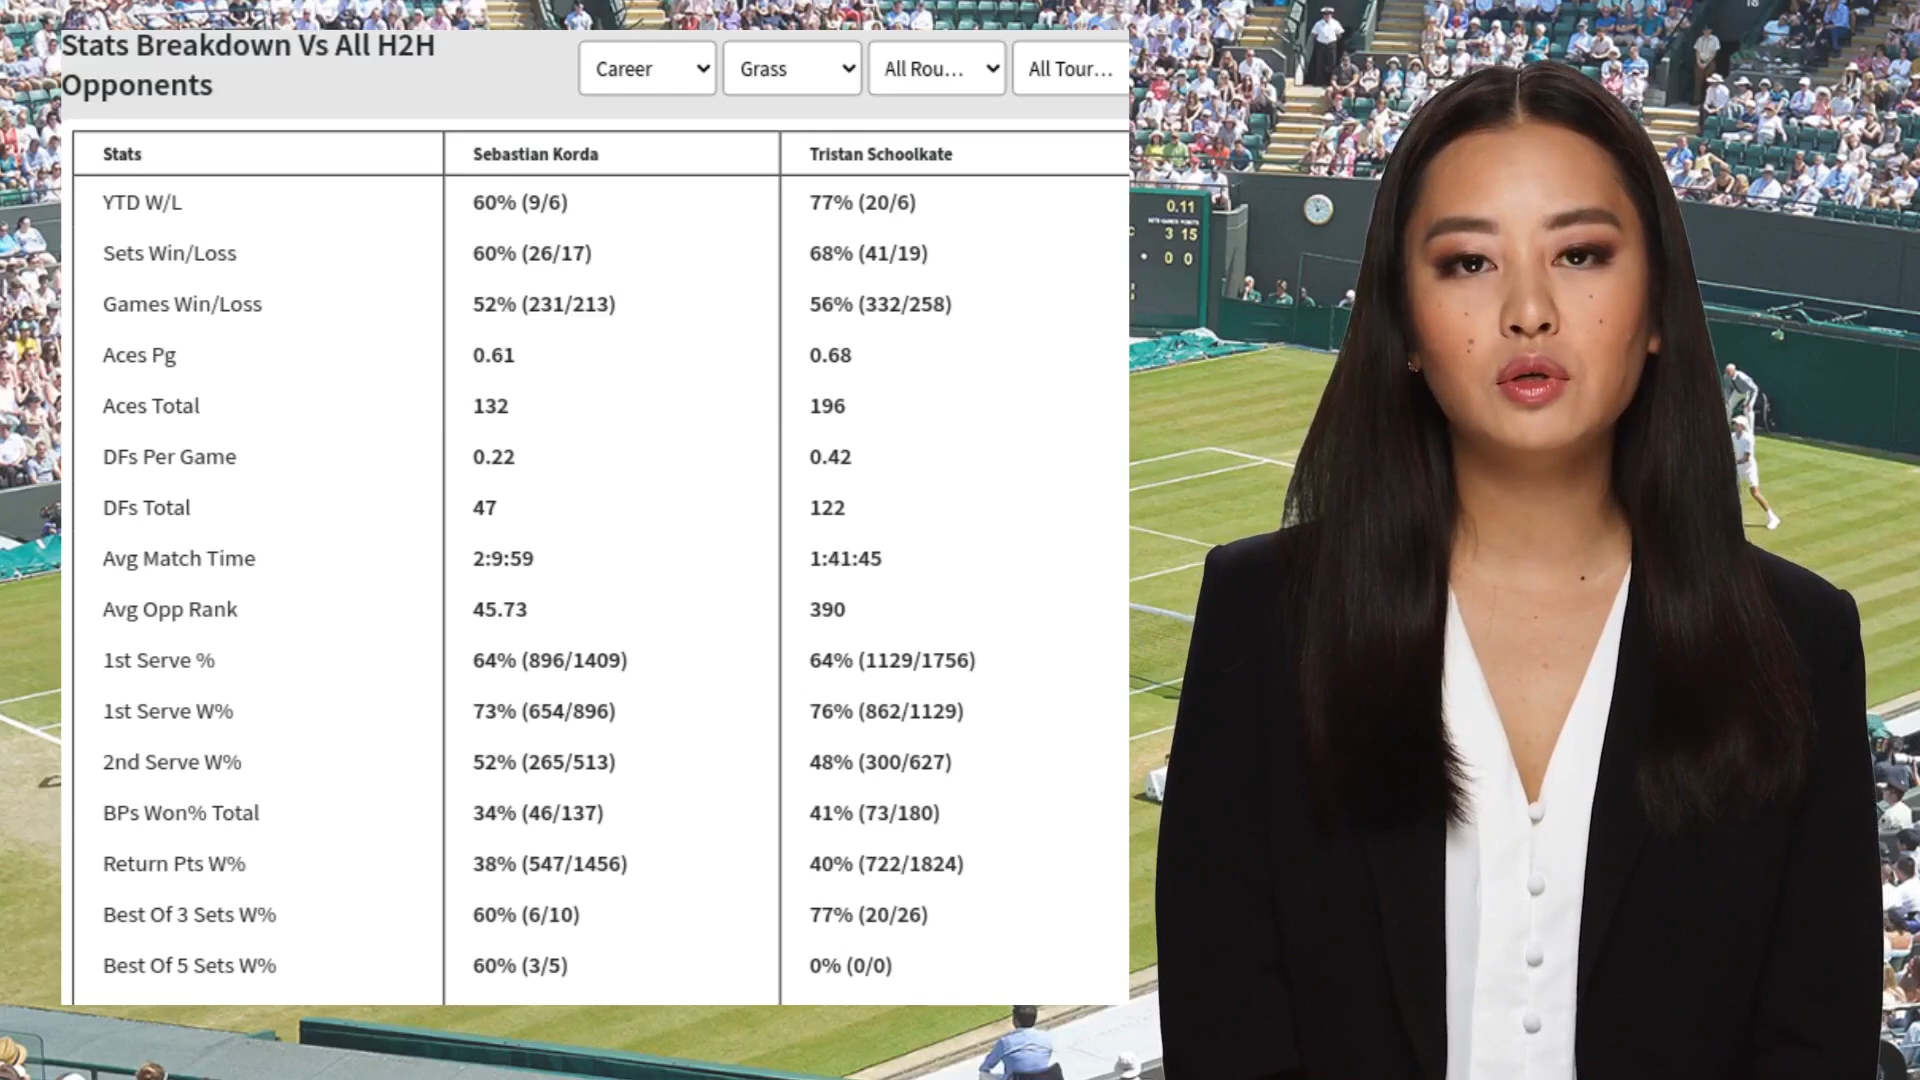 Stats Breakdown Vs All H2H
Opponents
Career
Grass
All Rou...
All Tour...
Stats Sebastian Korda Tristan Schoolkate
YTD W/L 60% (9/6) 77% (20/6)
Sets Win/Loss 60% (26/17) 68% (41/19)
Games Win/Loss 52% (231/213) 56% (332/258)
Aces Pg 0.61 0.68
Aces Total 132 196
DFs Per Game 0.22 0.42
DFs Total 47 122
Avg Match Time 2:9:59 1:41:45
Avg Opp Rank 45.73 390
1st Serve % 64% (896/1409) 64% (1129/1756)
1st Serve W% 73% (654/896) 76% (862/1129)
2nd Serve W% 52% (265/513) 48% (300/627)
BPs Won% Total 34% (46/137) 41% (73/180)
Return Pts W% 38% (547/1456) 40% (722/1824)
Best Of 3 Sets W% 60% (6/10) 77% (20/26)
Best Of 5 Sets W% 60% (3/5) 0% (0/0)
0.11
3 15
0 0
18